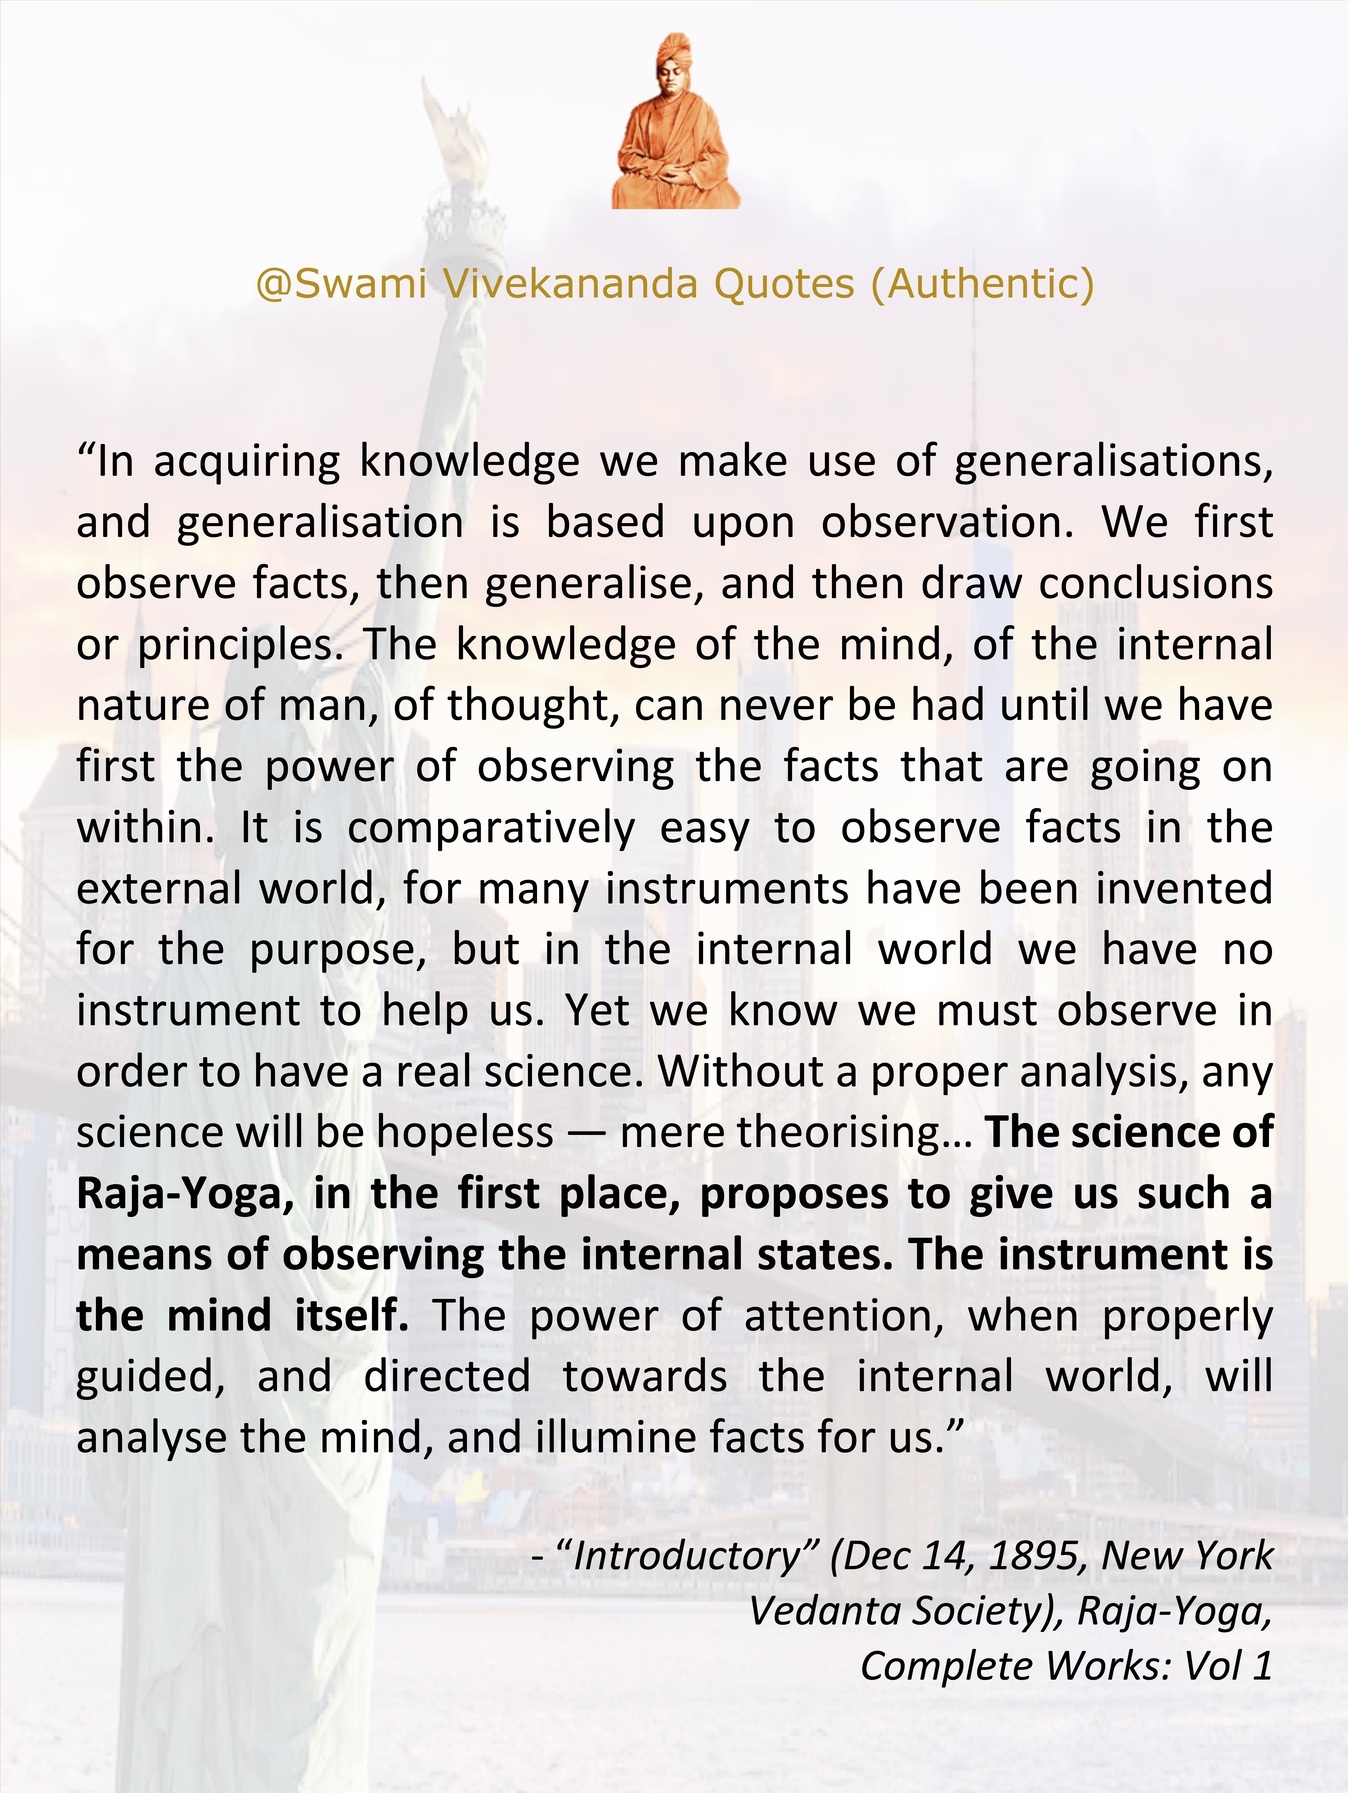 @Swami Vivekananda Quotes (Authentic)
“In acquiring knowledge we make use of generalisations,
and generalisation is based upon observation. We first
observe facts, then generalise, and then draw conclusions
or principles. The knowledge of the mind, of the internal
nature of man, of thought, can never be had until we have
first the power of observing the facts that are going on
within. It is comparatively easy to observe facts in the
external world, for many instruments have been invented
for the purpose, but in the internal world we have no
instrument to help us. Yet we know we must observe in
order to have a real science. Without a proper analysis, any
science will be hopeless — mere theorising... The science of
Raja-Yoga, in the first place, proposes to give us such a
means of observing the internal states. The instrument is
the mind itself. The power of attention, when properly
guided, and directed towards the internal world, will
analyse the mind, and illumine facts for us.”
- “Introductory” (Dec 14, 1895, New York
Vedanta Society), Raja-Yoga,
Complete Works: Vol 1